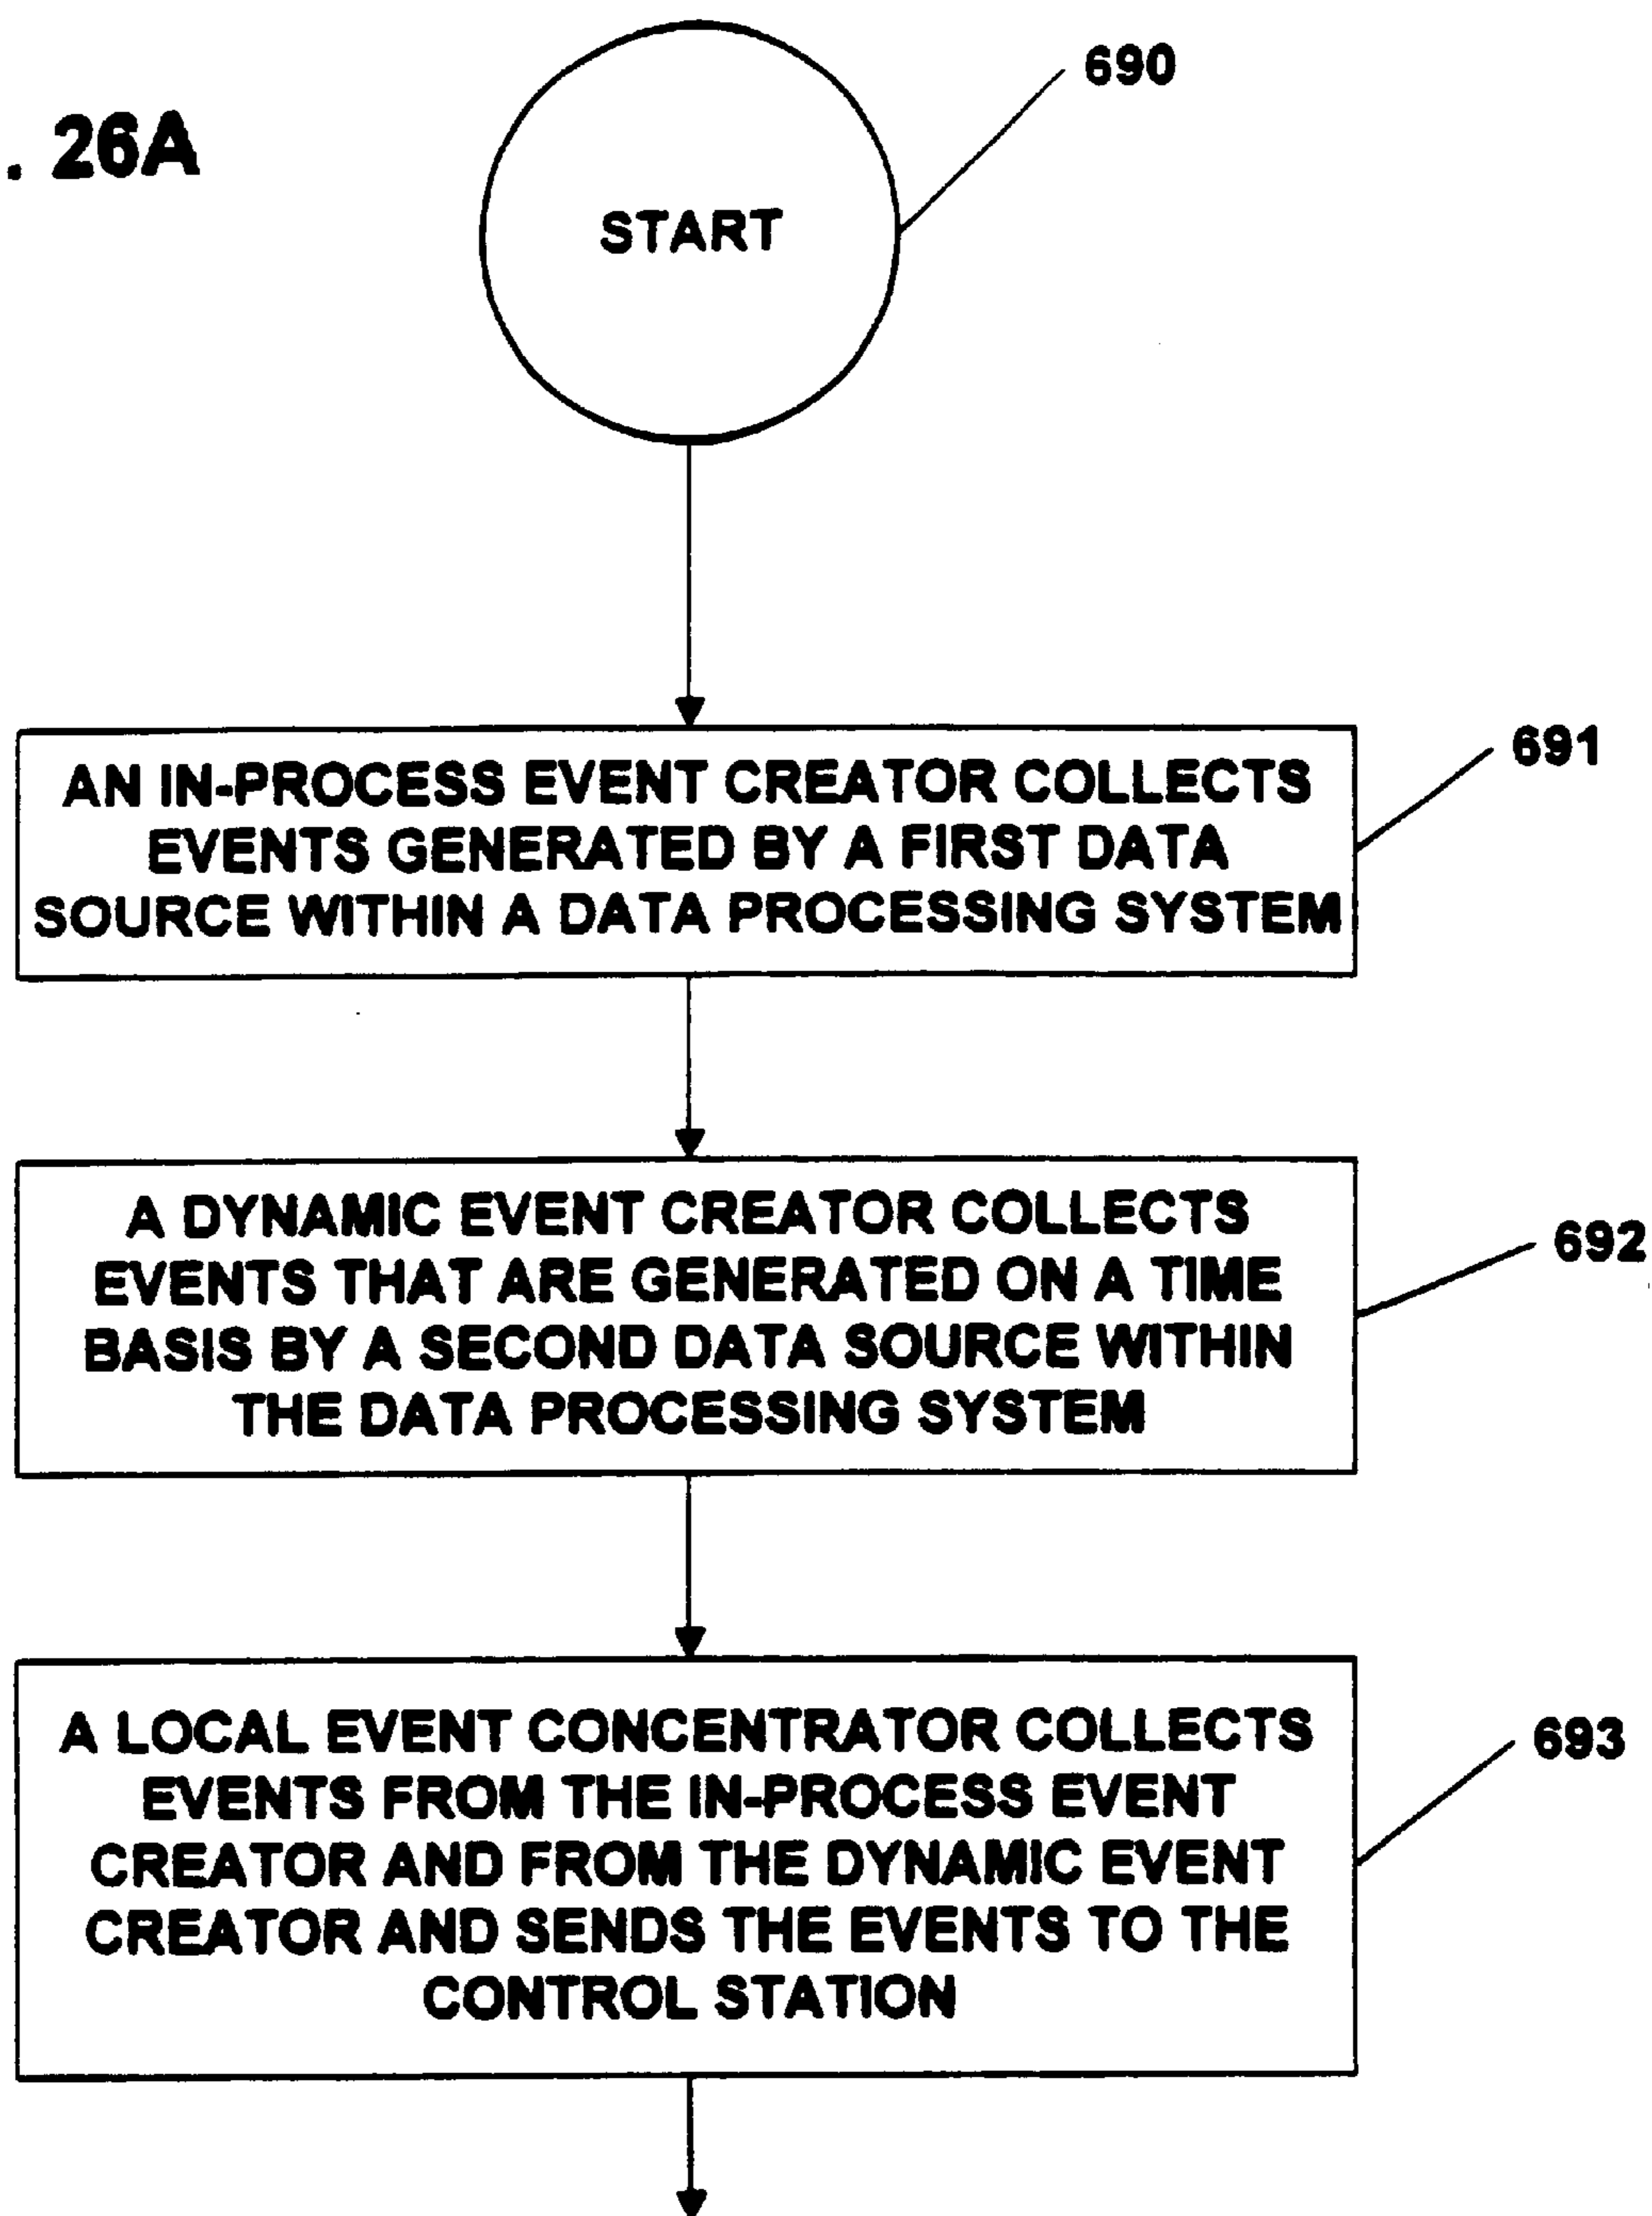 . 26A
690
START
691
AN IN-PROCESS EVENT CREATOR COLLECTS
EVENTS GENERATED BY A FIRST DATA
SOURCE WITHIN A DATA PROCESSING SYSTEM
692
A DYNAMIC EVENT CREATOR COLLECTS
EVENTS THAT ARE GENERATED ON A TIME
BASIS BY A SECOND DATA SOURCE WITHIN
THE DATA PROCESSING SYSTEM
693
A LOCAL EVENT CONCENTRATOR COLLECTS
EVENTS FROM THE IN-PROCESS EVENT
CREATOR AND FROM THE DYNAMIC EVENT
CREATOR AND SENDS THE EVENTS TO THE
CONTROL STATION